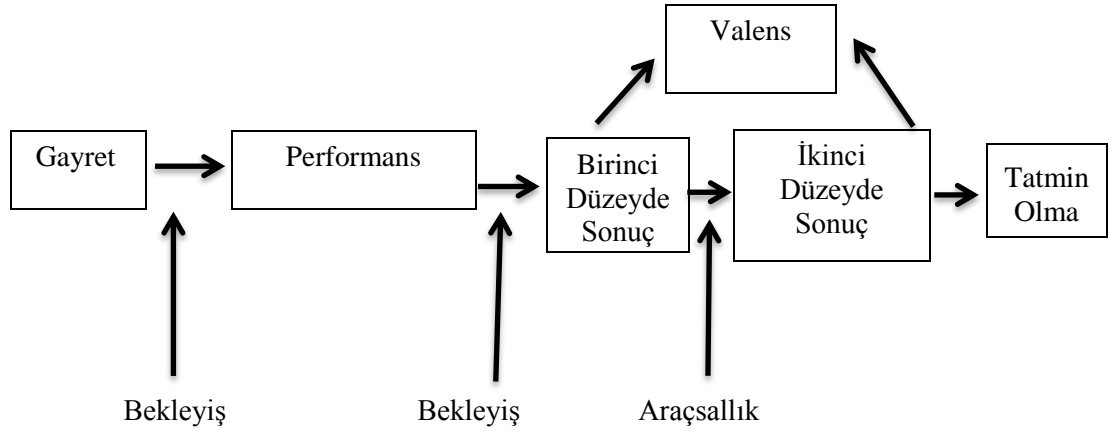 Valens
Gayret
Performans
Birinci
Düzeyde
Sonuç
İkinci
Düzeyde
Sonuç
Tatmin
Olma
Bekleyiş
Bekleyiş
Araçsallık